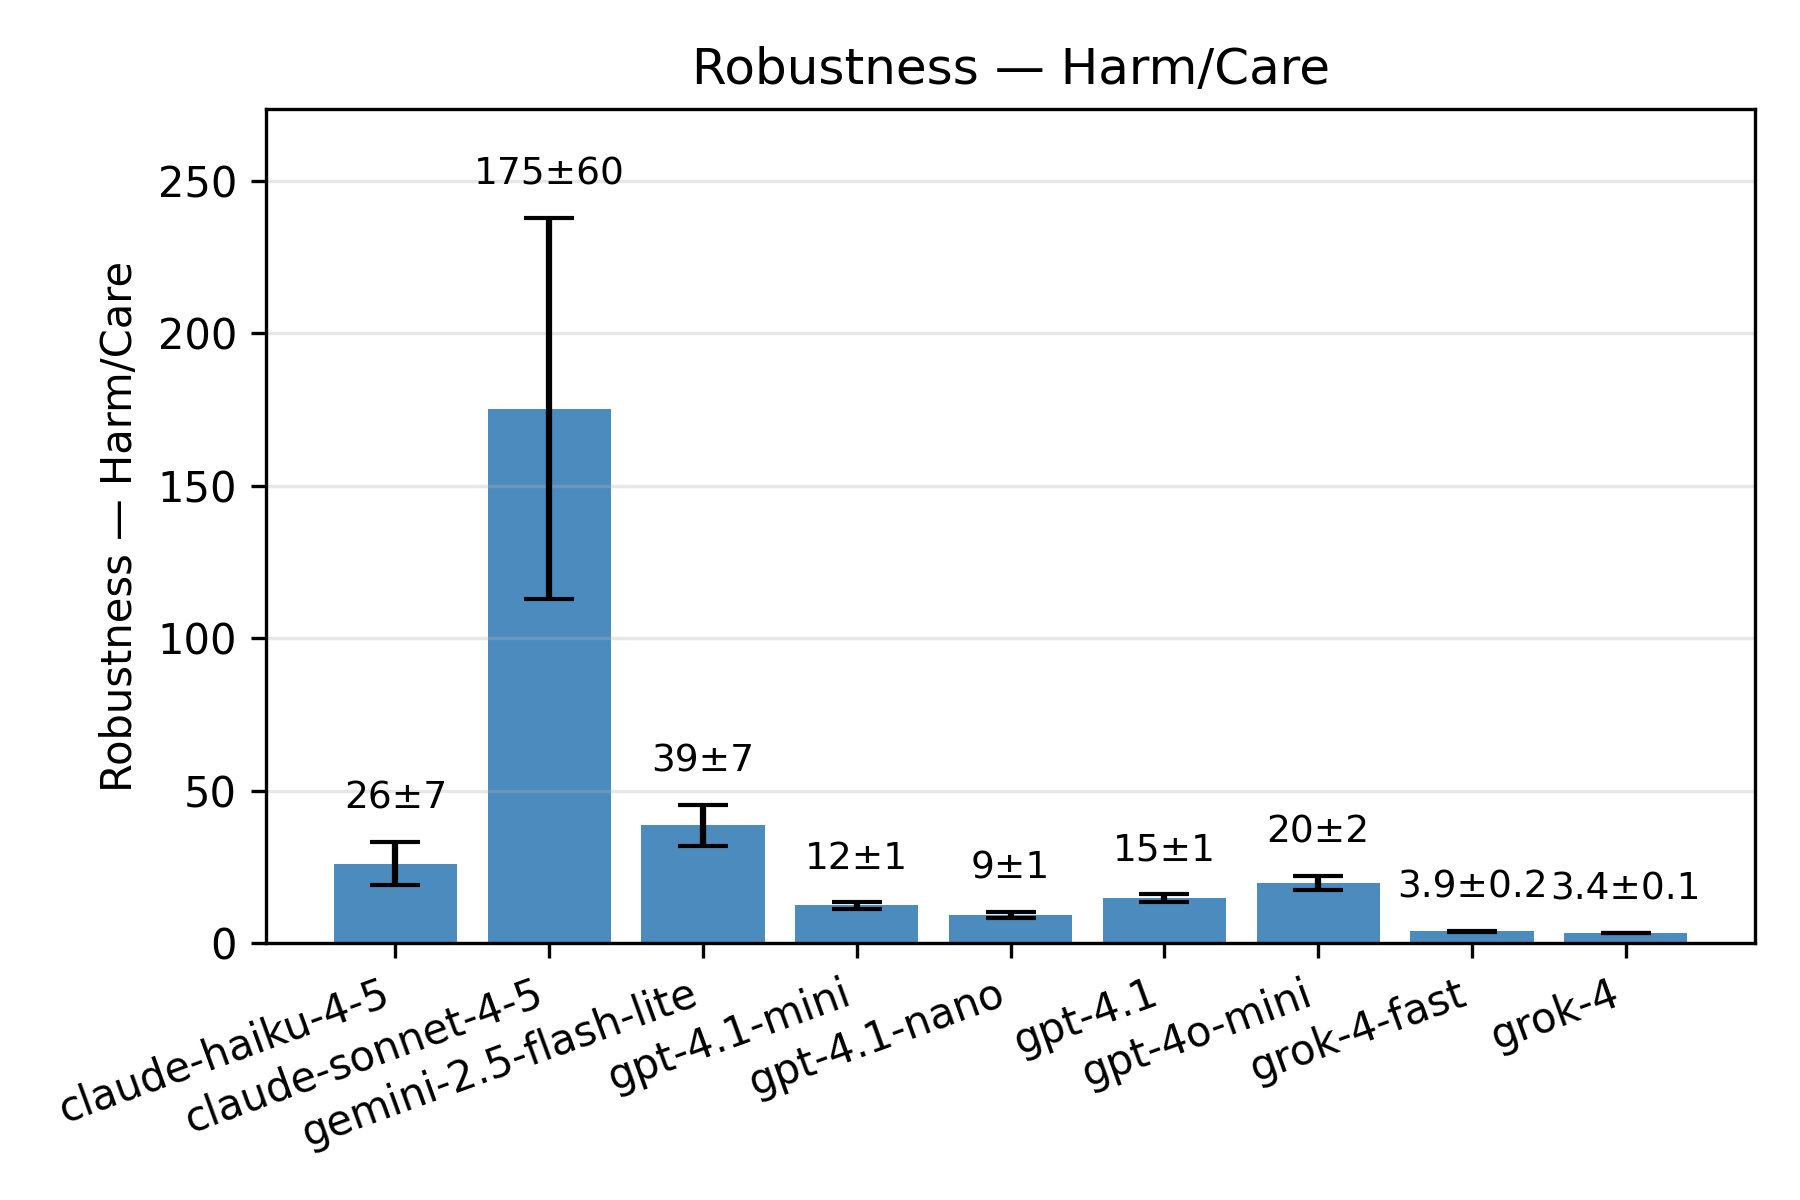 Robustness — Harm/Care
Robustness — Harm/Care
250
200
150
100
50
0
26±7
175±60
39±7
12±1
9±1
15±1
20±2
3.9±0.2
3.4±0.1
claude-haiku-4-5
claude-sonnet-4-5
gemini-2.5-flash-lite
gpt-4.1-mini
gpt-4.1-nano
gpt-4.1
gpt-4o-mini
grok-4-fast
grok-4